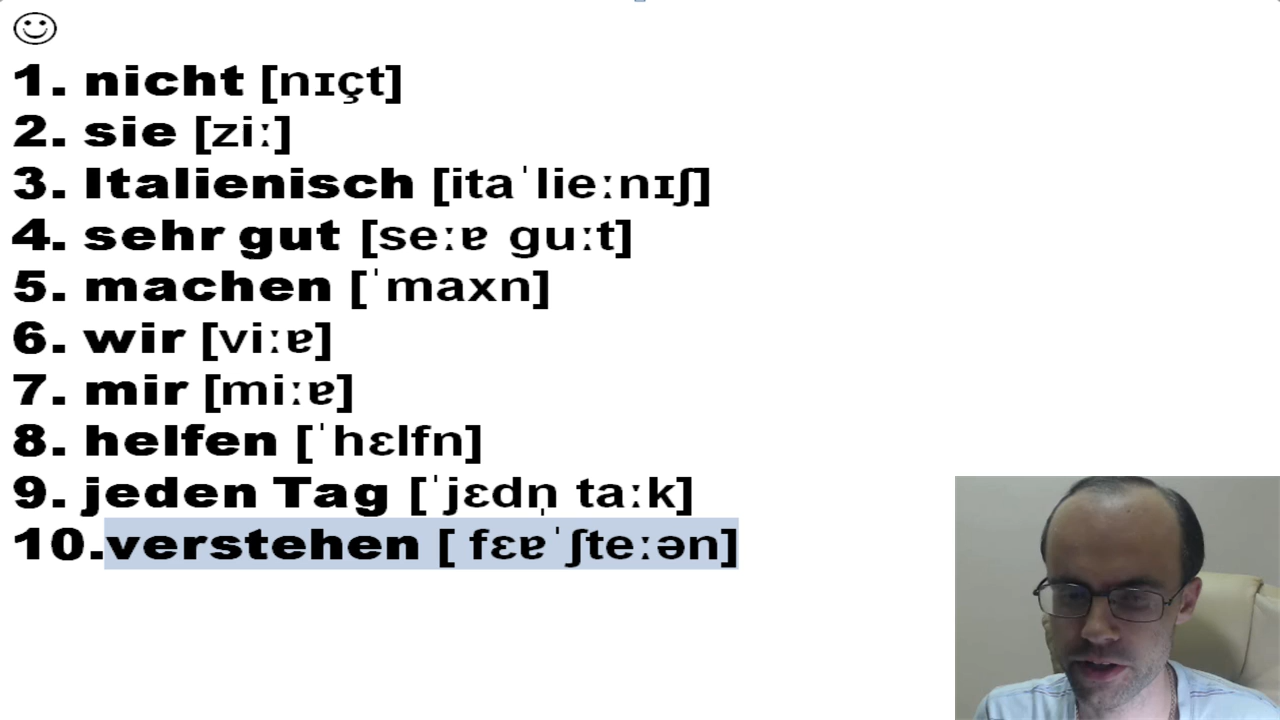 1. nicht [nɪçt]
2. sie [ziː]
3. Italienisch [itaˈlieːnɪʃ]
4. sehr gut [seːɐ guːt]
5. machen [ˈmaxn]
6. wir [viːɐ]
7. mir [miːɐ]
8. helfen [ˈhɛlfn]
9. jeden Tag [ˈjɛdn̩ taːk]
10.verstehen [ fɛɐˈʃteːən]